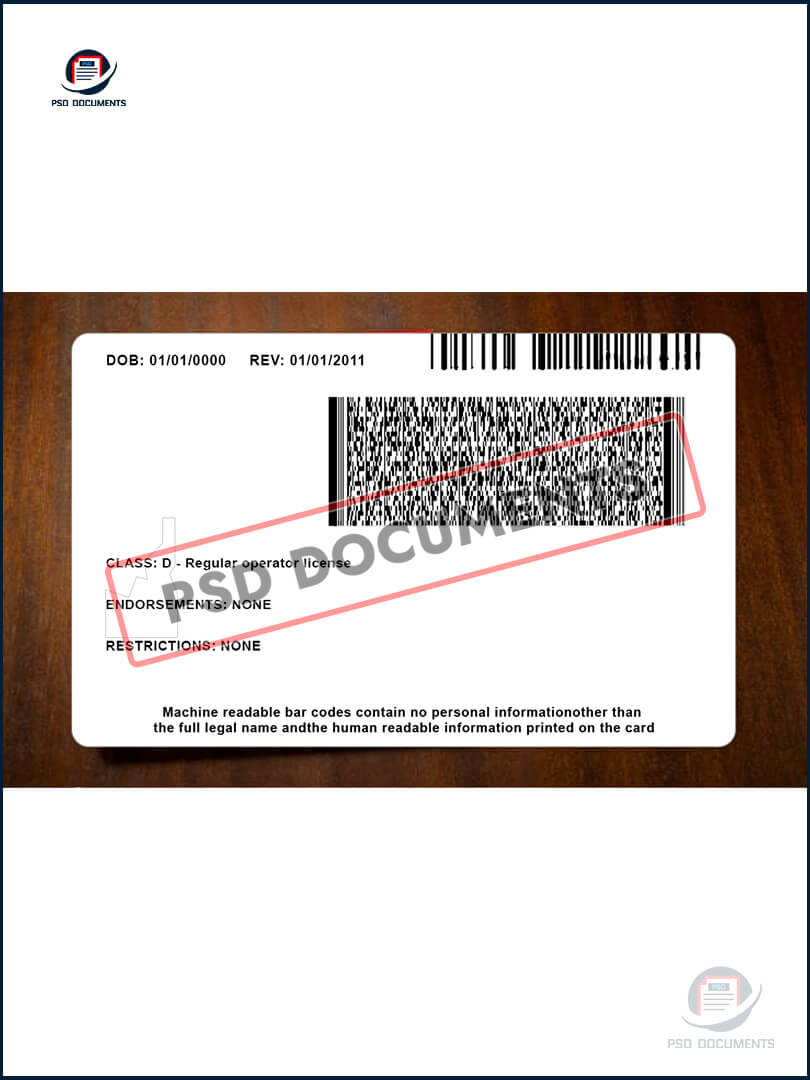 PSD
PSD DOCUMENTS
DOB: 01/01/0000 REV: 01/01/2011
PSD DOCUMENTS
CLASS: D - Regular operator license
ENDORSEMENTS: NONE
RESTRICTIONS: NONE
Machine readable bar codes contain no personal informationother than
the full legal name andthe human readable information printed on the card
PSD
PSD DOCUMENTS